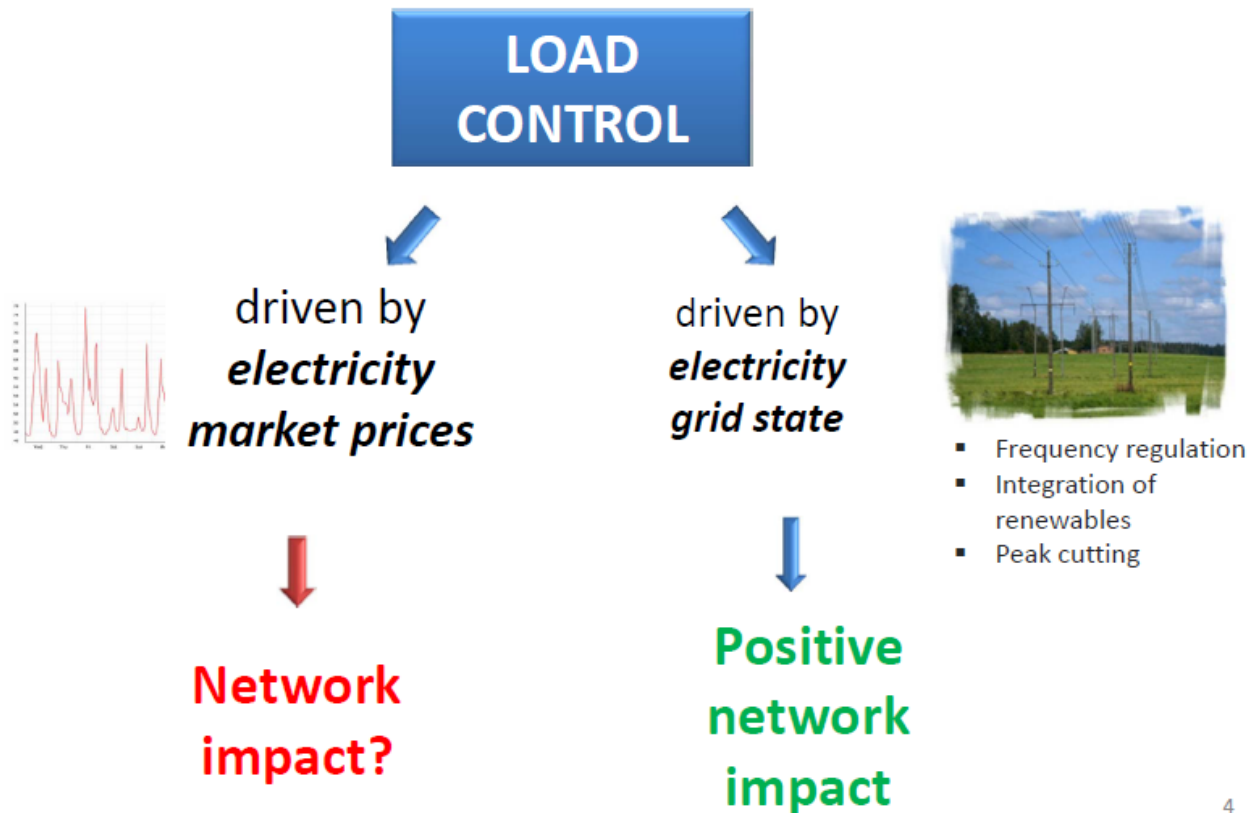 LOAD
CONTROL
driven by
electricity
market prices
driven by
electricity
grid state
▪ Frequency regulation
▪ Integration of
renewables
▪ Peak cutting
Network
impact?
Positive
network
impact
4